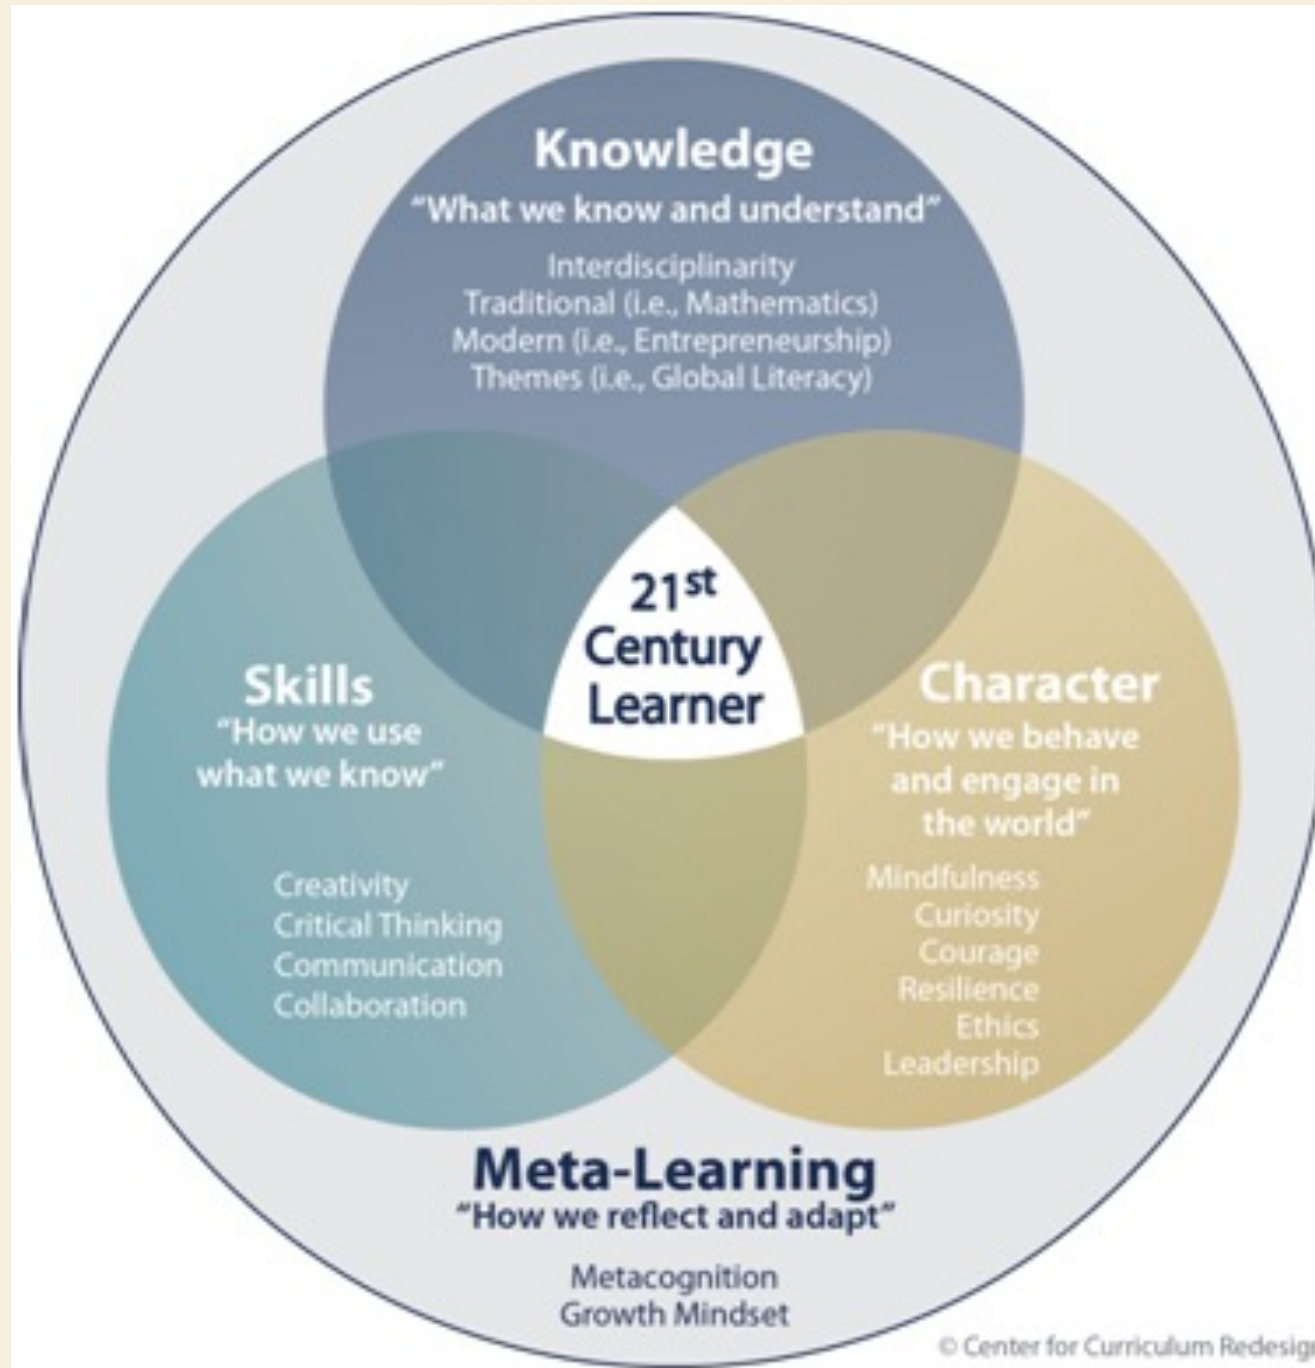 Knowledge
“What we know and understand”
Interdisciplinarity
Traditional (i.e., Mathematics)
Modern (i.e., Entrepreneurship)
Themes (i.e., Global Literacy)
21st
Century
Learner
Skills
“How we use
what we know”
Creativity
Critical Thinking
Communication
Collaboration
Character
“How we behave
and engage in
the world”
Mindfulness
Curiosity
Courage
Resilience
Ethics
Leadership
Meta-Learning
“How we reflect and adapt”
Metacognition
Growth Mindset
© Center for Curriculum Redesig